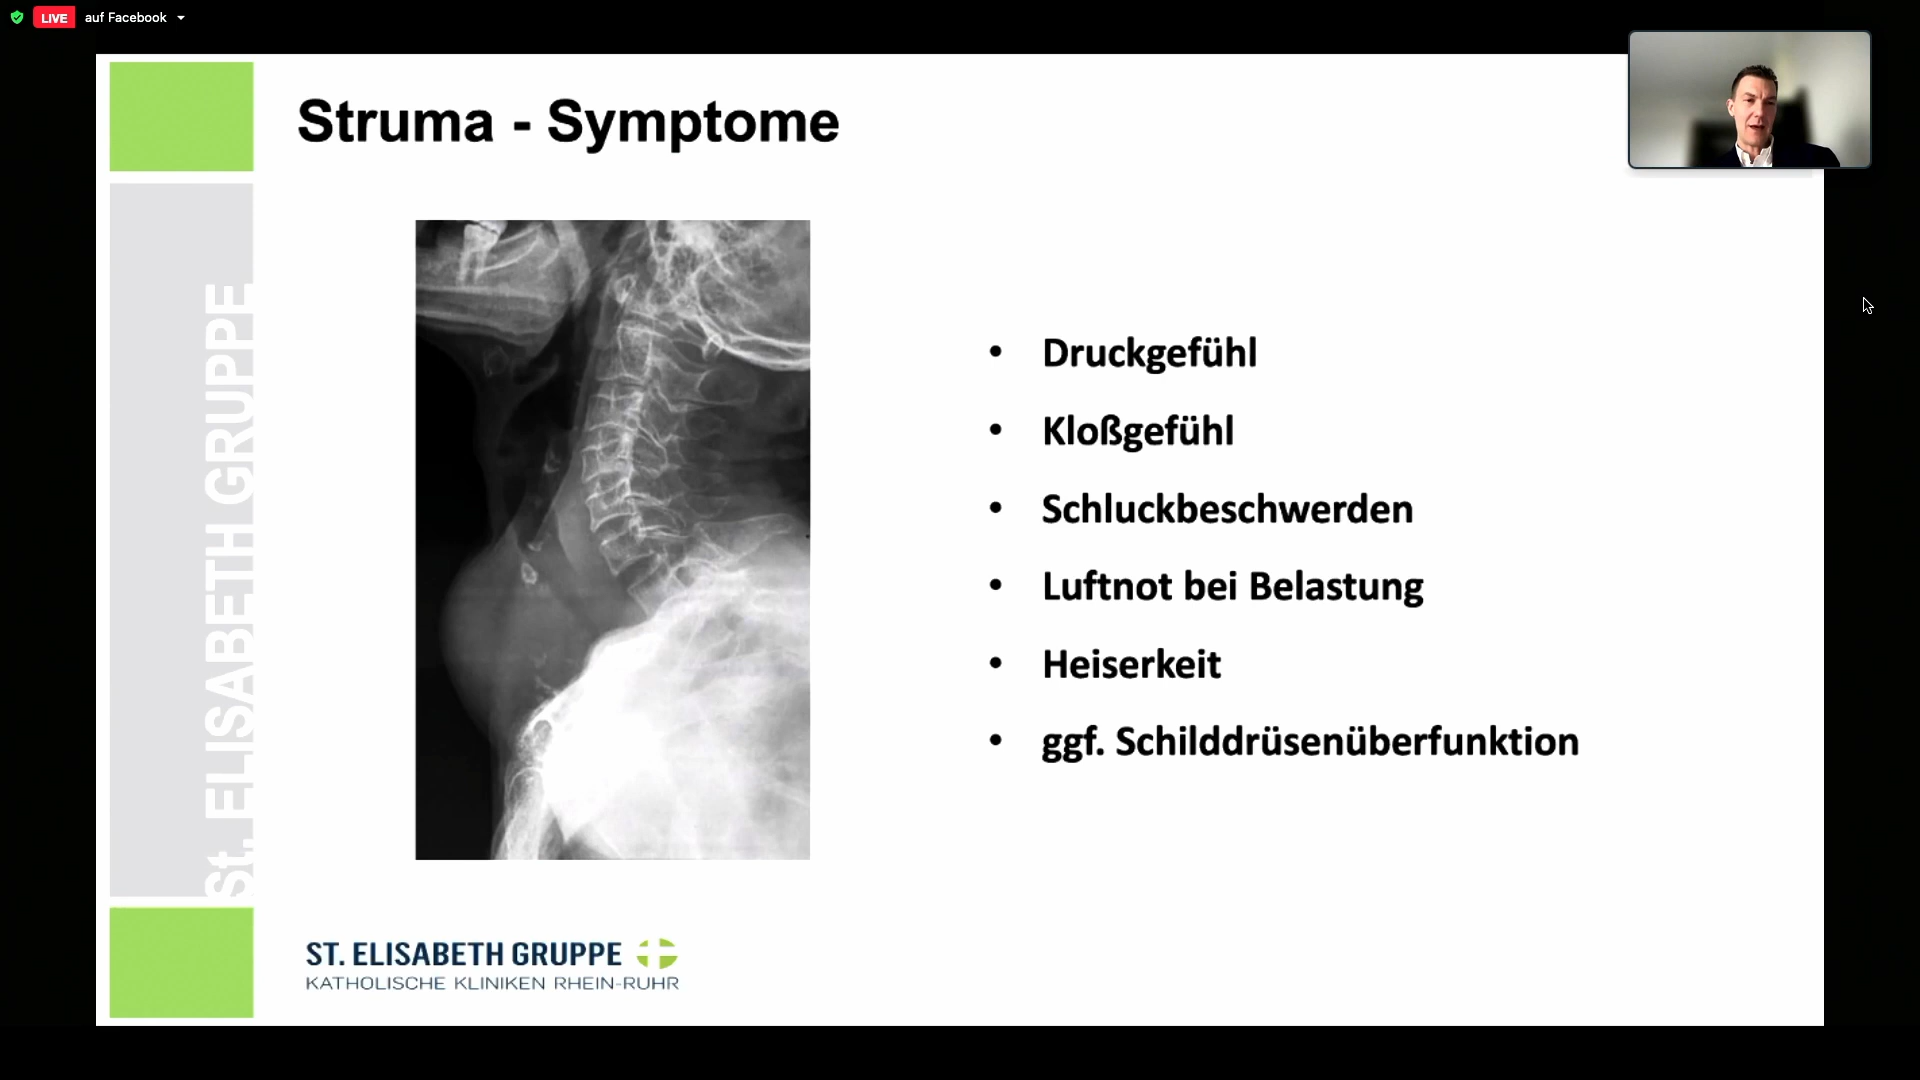 LIVE auf Facebook
Struma - Symptome
St. ELISABETH GRUPPE
• Druckgefühl
• Kloßgefühl
• Schluckbeschwerden
• Luftnot bei Belastung
• Heiserkeit
• ggf. Schilddrüsenüberfunktion
ST. ELISABETH GRUPPE
KATHOLISCHE KLINIKEN RHEIN-RUHR